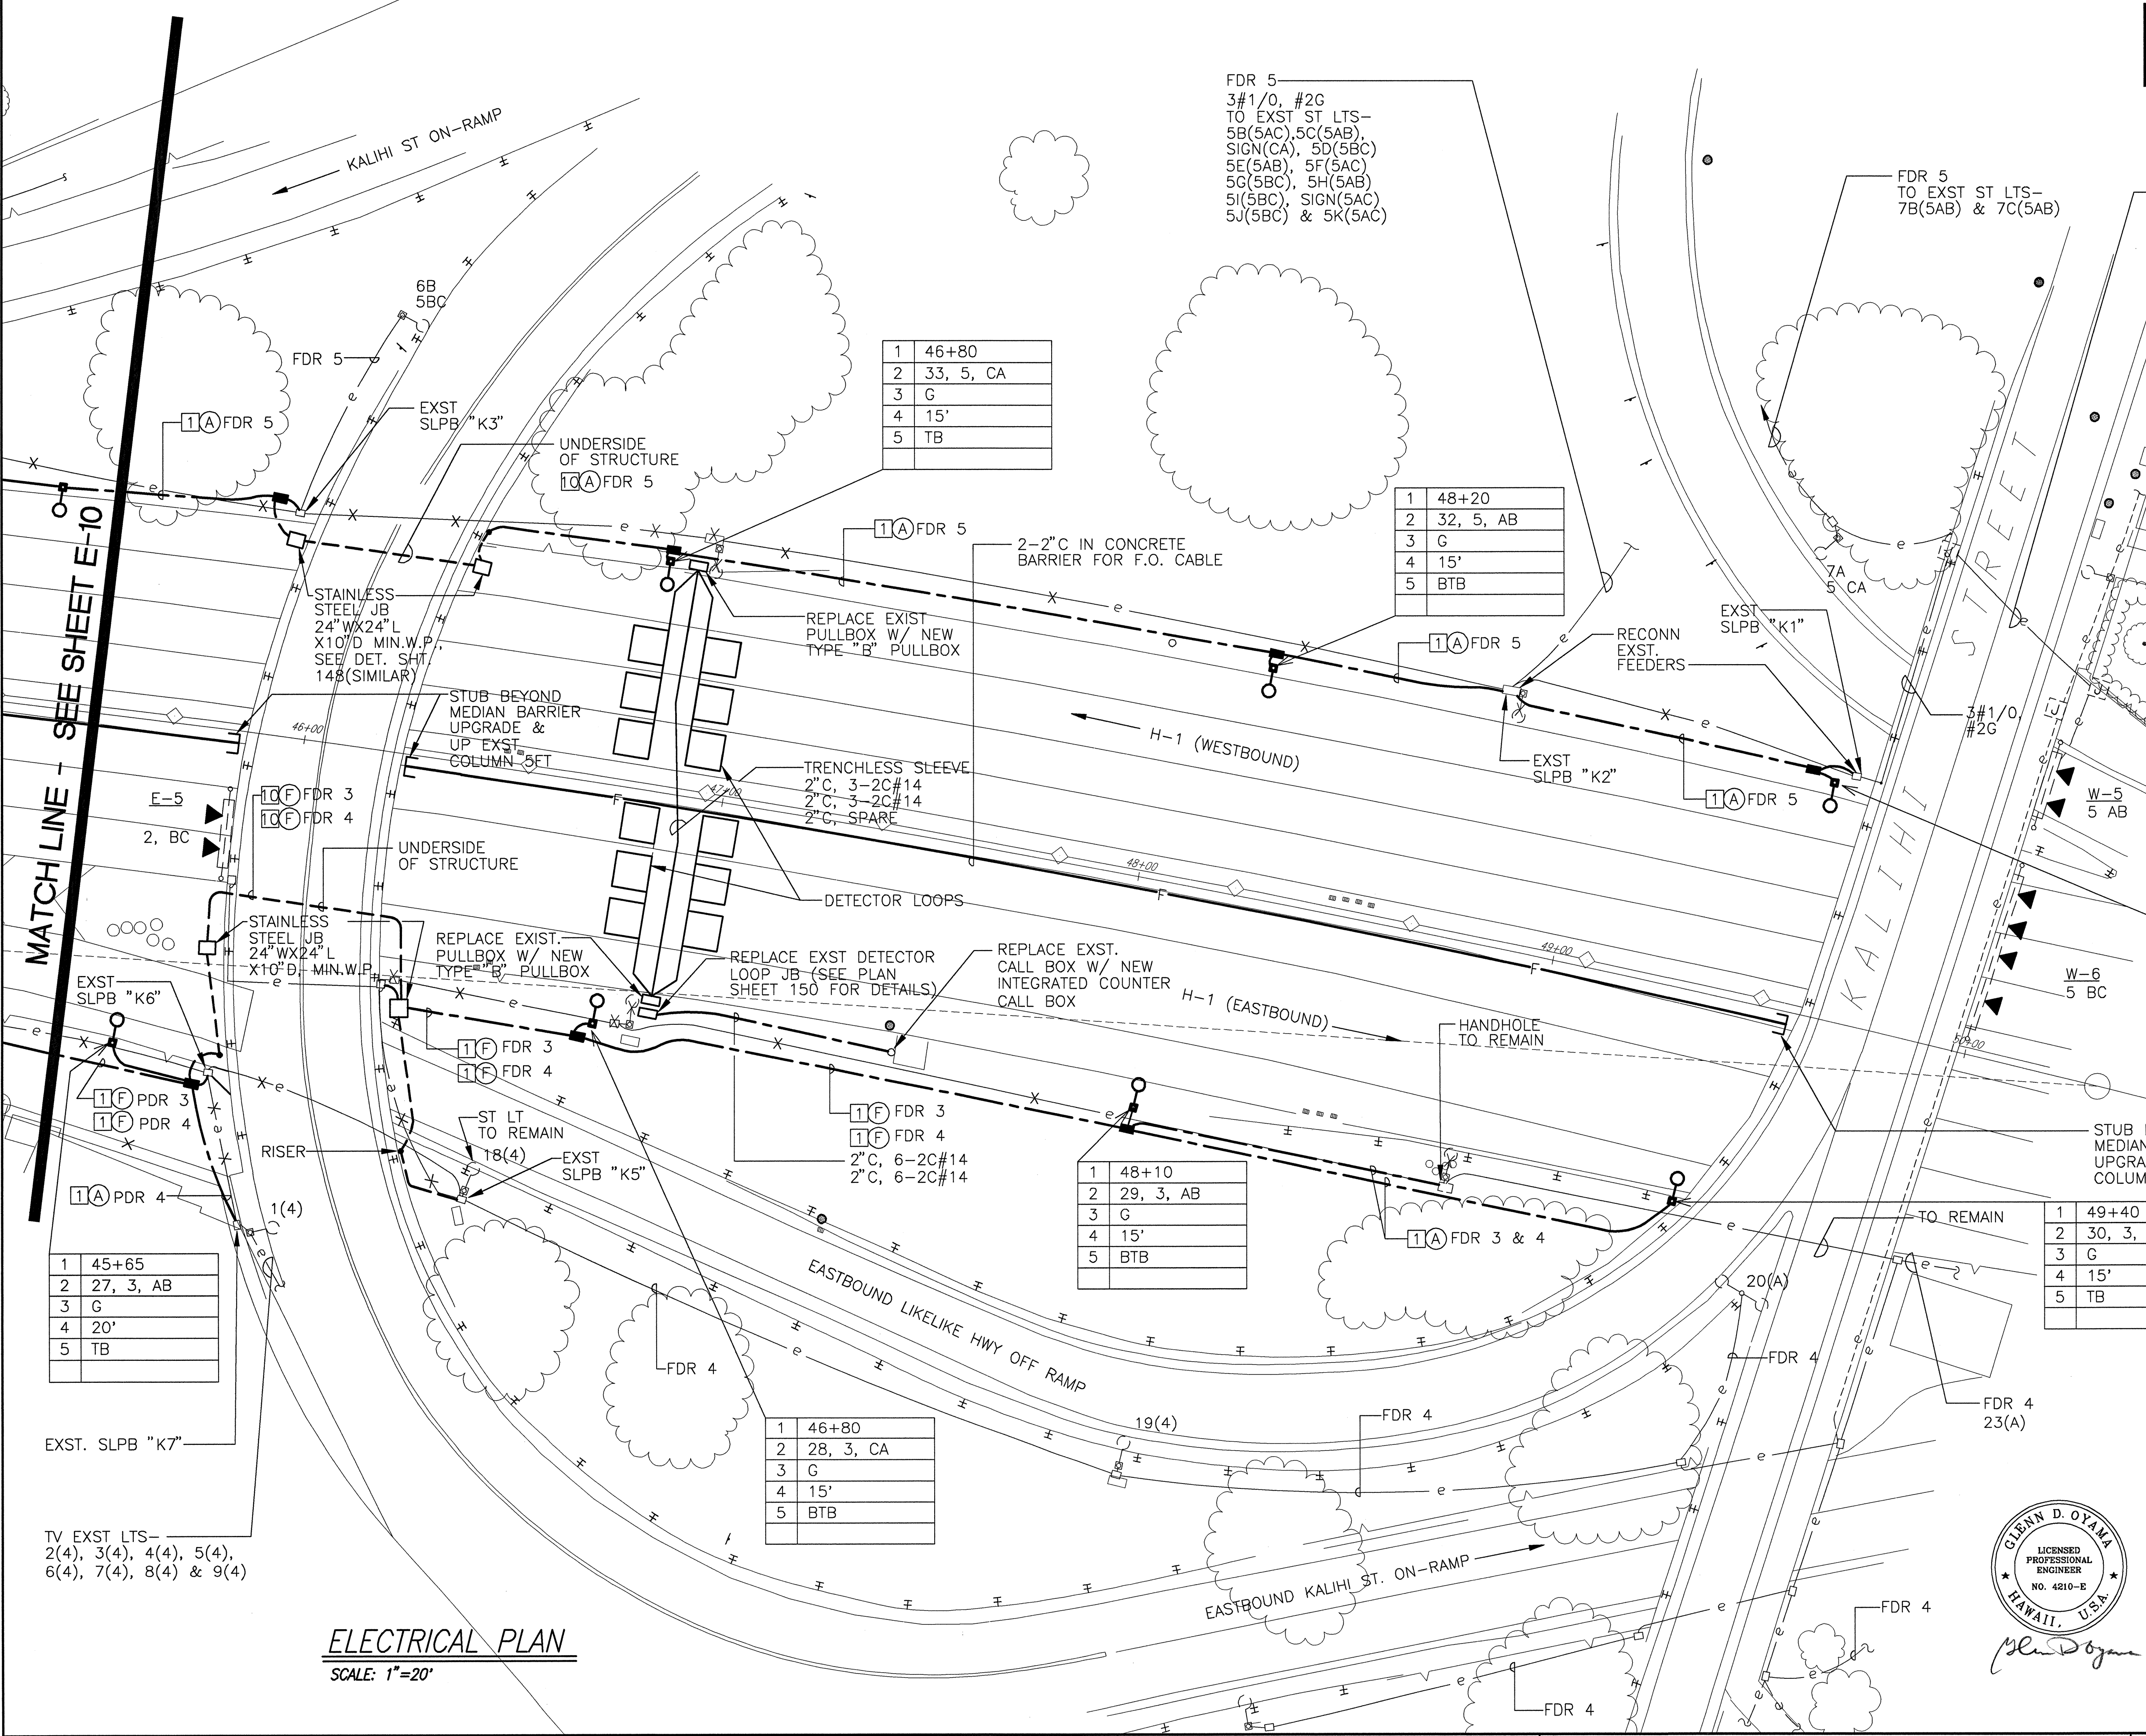 KALIHI ST ON-RAMP
FDR 5
3#1/0, #2G
TO EXST ST LTS-
5B(5AC),5C(5AB),
SIGN(CA), 5D(5BC)
5E(5AB), 5F(5AC)
5G(5BC), 5H(5AB)
5I(5BC), SIGN(5AC)
5J(5BC) & 5K(5AC)
FDR 5
TO EXST ST LTS-
7B(5AB) & 7C(5AB)
6B
5BC
FDR 5
1 A FDR 5
EXST
SLPB "K3"
UNDERSIDE
OF STRUCTURE
10 A FDR 5
1 46+80
2 33, 5, CA
3 G
4 15'
5 TB
1 A FDR 5
2-2"C IN CONCRETE
BARRIER FOR F.O. CABLE
1 48+20
2 32, 5, AB
3 G
4 15'
5 BTB
7A
5 CA
EXST
SLPB "K1"
RECONN
EXST.
FEEDERS
1 A FDR 5
3#1/0,
#2G
KALIHI STREET
MATCH LINE - SEE SHEET E-10
STAINLESS
STEEL JB
24"WX24"L
X10"D MIN.W.P.,
SEE DET. SHT.
148(SIMILAR)
REPLACE EXIST
PULLBOX W/ NEW
TYPE "B" PULLBOX
STUB BEYOND
MEDIAN BARRIER
UPGRADE &
UP EXST
COLUMN 5FT
46+00
H-1 (WESTBOUND)
EXST
SLPB "K2"
1 A FDR 5
TRENCHLESS SLEEVE
2"C, 3-2C#14
2"C, 3-2C#14
2"C, SPARE
47+00
E-5
2, BC
10 F FDR 3
10 F FDR 4
UNDERSIDE
OF STRUCTURE
W-5
5 AB
48+00
DETECTOR LOOPS
STAINLESS
STEEL JB
24"WX24"L
X10"D, MIN.W.P.
REPLACE EXIST.
PULLBOX W/ NEW
TYPE "B" PULLBOX
REPLACE EXST DETECTOR
LOOP JB (SEE PLAN
SHEET 150 FOR DETAILS)
REPLACE EXST.
CALL BOX W/ NEW
INTEGRATED COUNTER
CALL BOX
49+00
H-1 (EASTBOUND)
W-6
5 BC
HANDHOLE
TO REMAIN
50+00
EXST
SLPB "K6"
1 F PDR 3
1 F PDR 4
1 F FDR 3
1 F FDR 4
1 F FDR 3
1 F FDR 4
2"C, 6-2C#14
2"C, 6-2C#14
RISER
ST LT
TO REMAIN
18(4)
EXST
SLPB "K5"
1 A PDR 4
1(4)
1 48+10
2 29, 3, AB
3 G
4 15'
5 BTB
1 A FDR 3 & 4
STUB
MEDIAN
UPGRA
COLUM
TO REMAIN
1 49+40
2 30, 3,
3 G
4 15'
5 TB
1 45+65
2 27, 3, AB
3 G
4 20'
5 TB
EASTBOUND LIKELIKE HWY OFF RAMP
20(A)
FDR 4
FDR 4
FDR 4
23(A)
19(4)
FDR 4
EXST. SLPB "K7"
1 46+80
2 28, 3, CA
3 G
4 15'
5 BTB
TV EXST LTS-
2(4), 3(4), 4(4), 5(4),
6(4), 7(4), 8(4) & 9(4)
EASTBOUND KALIHI ST. ON-RAMP
FDR 4
FDR 4
GLENN D. OYAMA
LICENSED
PROFESSIONAL
ENGINEER
NO. 4210-E
HAWAII, U.S.A.
ELECTRICAL PLAN
SCALE: 1"=20'